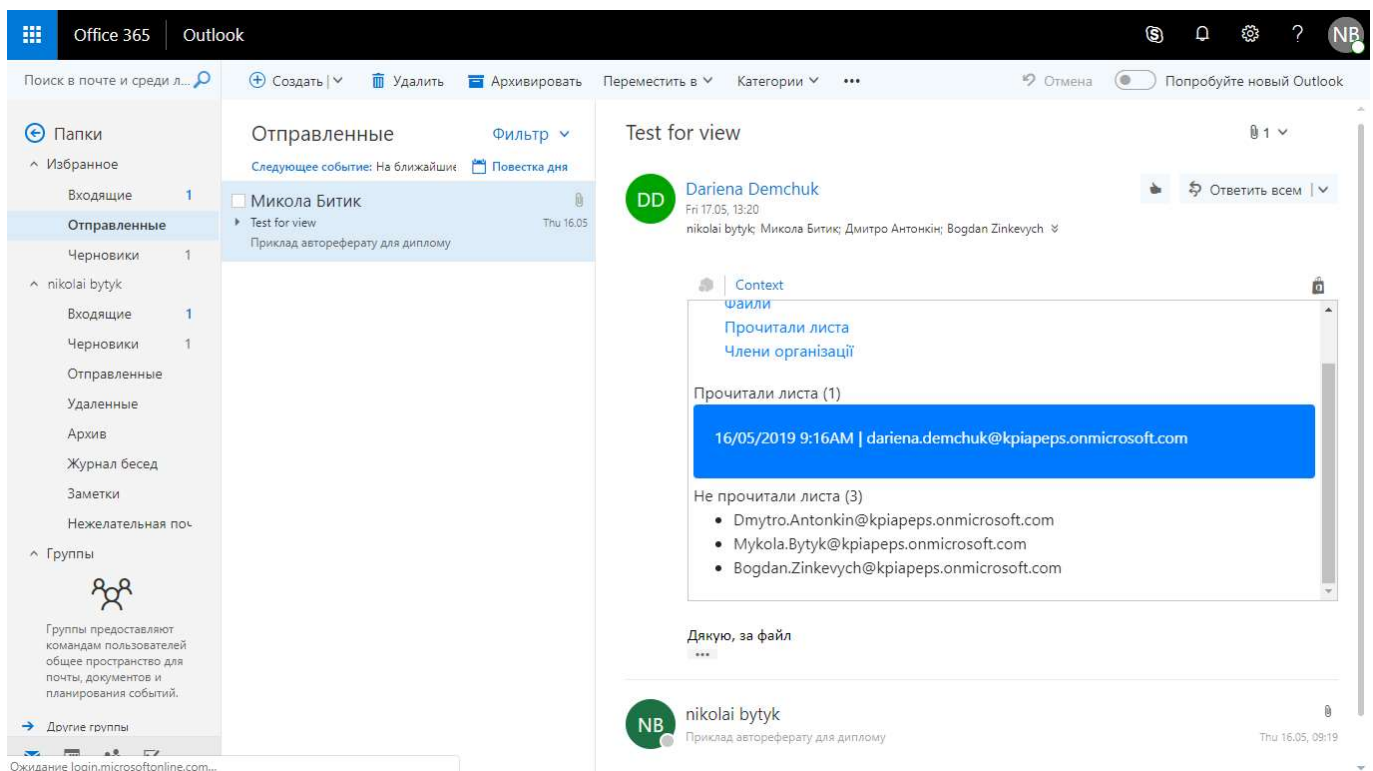 Office 365 Outlook
NB
Поиск в почте и среди л...
Создать
Удалить
Архивировать
Переместить в
Категории
•••
Отмена
Попробуйте новый Outlook
Папки
Избранное
Входящие 1
Отправленные
Черновики 1
nikolai bytyk
Входящие 1
Черновики 1
Отправленные
Удаленные
Архив
Журнал бесед
Заметки
Нежелательная поч
Группы
Группы предоставляют
командам пользователей
общее пространство для
почты, документов и
планирования событий.
Другие группы
Ожидание login.microsoftonline.com...
Отправленные Фильтр
Следующее событие: На ближайшие Повестка дня
Микола Битик
Test for view Thu 16.05
Приклад автореферату для диплому
Test for view 1
DD
Dariena Demchuk
Ответить всем
Fri 17.05, 13:20
nikolai bytyk; Микола Битик; Дмитро Антонкін; Bogdan Zinkevych
Context
Файли
Прочитали листа
Члени організації
Прочитали листа (1)
16/05/2019 9:16AM | dariena.demchuk@kpiapeps.onmicrosoft.com
Не прочитали листа (3)
• Dmytro.Antonkin@kpiapeps.onmicrosoft.com
• Mykola.Bytyk@kpiapeps.onmicrosoft.com
• Bogdan.Zinkevych@kpiapeps.onmicrosoft.com
Дякую, за файл
•••
NB
nikolai bytyk
Приклад автореферату для диплому Thu 16.05, 09:19